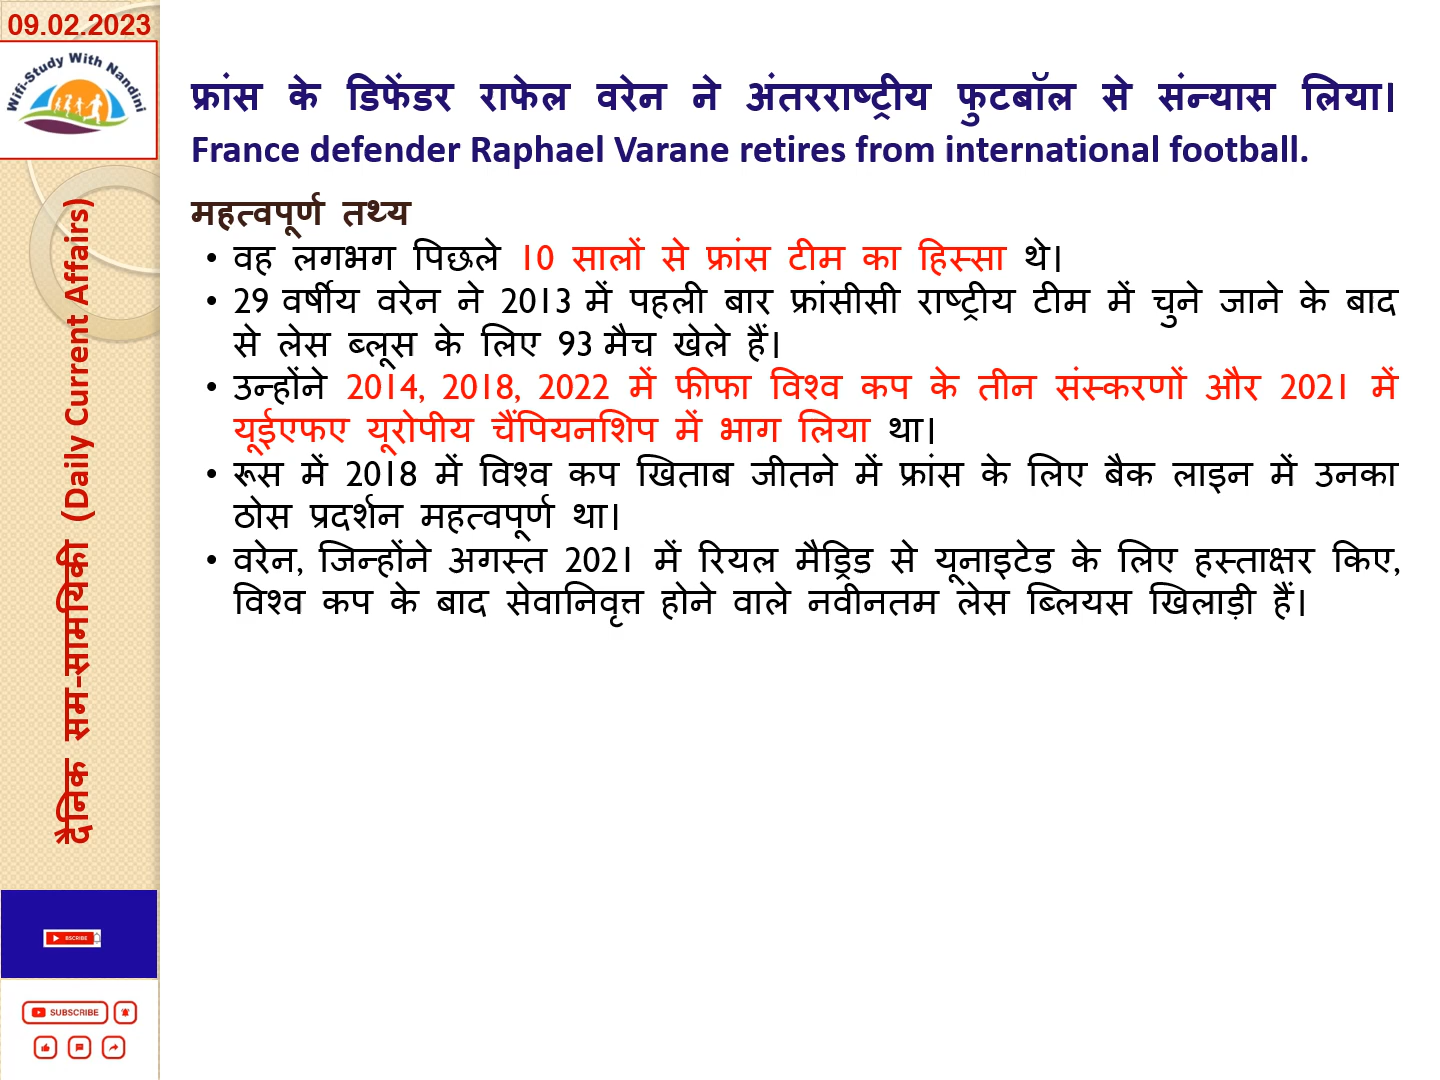 09.02.2023
Wifi-Study With Nandini
दैनिक सम-सामयिकी (Daily Current Affairs)
फ्रांस के डिफेंडर राफेल वरेन ने अंतरराष्ट्रीय फुटबॉल से संन्यास लिया।
France defender Raphael Varane retires from international football.
महत्वपूर्ण तथ्य
• वह लगभग पिछले 10 सालों से फ्रांस टीम का हिस्सा थे।
• 29 वर्षीय वरेन ने 2013 में पहली बार फ्रांसीसी राष्ट्रीय टीम में चुने जाने के बाद
से लेस ब्लूस के लिए 93 मैच खेले हैं।
• उन्होंने 2014, 2018, 2022 में फीफा विश्व कप के तीन संस्करणों और 2021 में
यूईएफए यूरोपीय चैंपियनशिप में भाग लिया था।
• रूस में 2018 में विश्व कप खिताब जीतने में फ्रांस के लिए बैक लाइन में उनका
ठोस प्रदर्शन महत्वपूर्ण था।
• वरेन, जिन्होंने अगस्त 2021 में रियल मैड्रिड से यूनाइटेड के लिए हस्ताक्षर किए,
विश्व कप के बाद सेवानिवृत्त होने वाले नवीनतम लेस ब्लियस खिलाड़ी हैं।
BSCRIBE
SUBSCRIBE